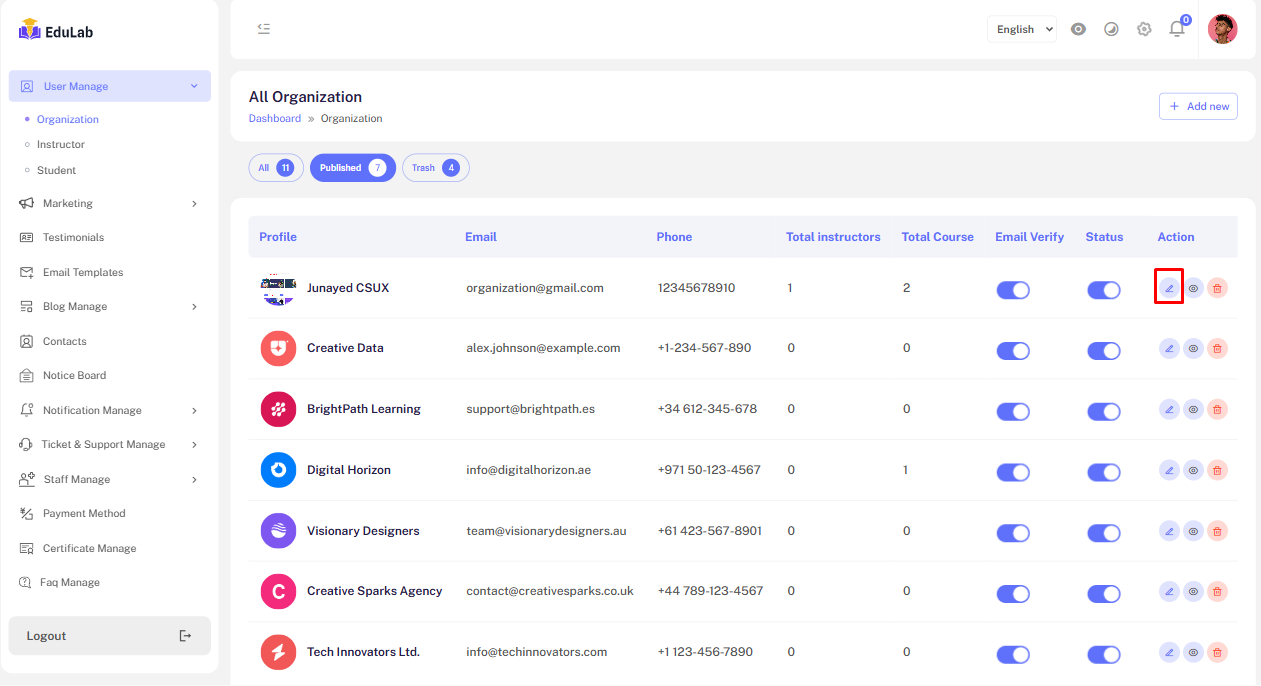 EduLab
English
0
User Manage
Organization
Instructor
Student
Marketing
Testimonials
Email Templates
Blog Manage
Contacts
Notice Board
Notification Manage
Ticket & Support Manage
Staff Manage
Payment Method
Certificate Manage
Faq Manage
Logout
All Organization
Dashboard » Organization
+ Add new
All 11 Published 7 Trash 4
Profile Email Phone Total instructors Total Course Email Verify Status Action
Junayed CSUX organization@gmail.com 12345678910 1 2
Creative Data alex.johnson@example.com +1-234-567-890 0 0
BrightPath Learning support@brightpath.es +34 612-345-678 0 0
Digital Horizon info@digitalhorizon.ae +971 50-123-4567 0 1
Visionary Designers team@visionarydesigners.au +61 423-567-8901 0 0
C Creative Sparks Agency contact@creativesparks.co.uk +44 789-123-4567 0 0
Tech Innovators Ltd. info@techinnovators.com +1 123-456-7890 0 0